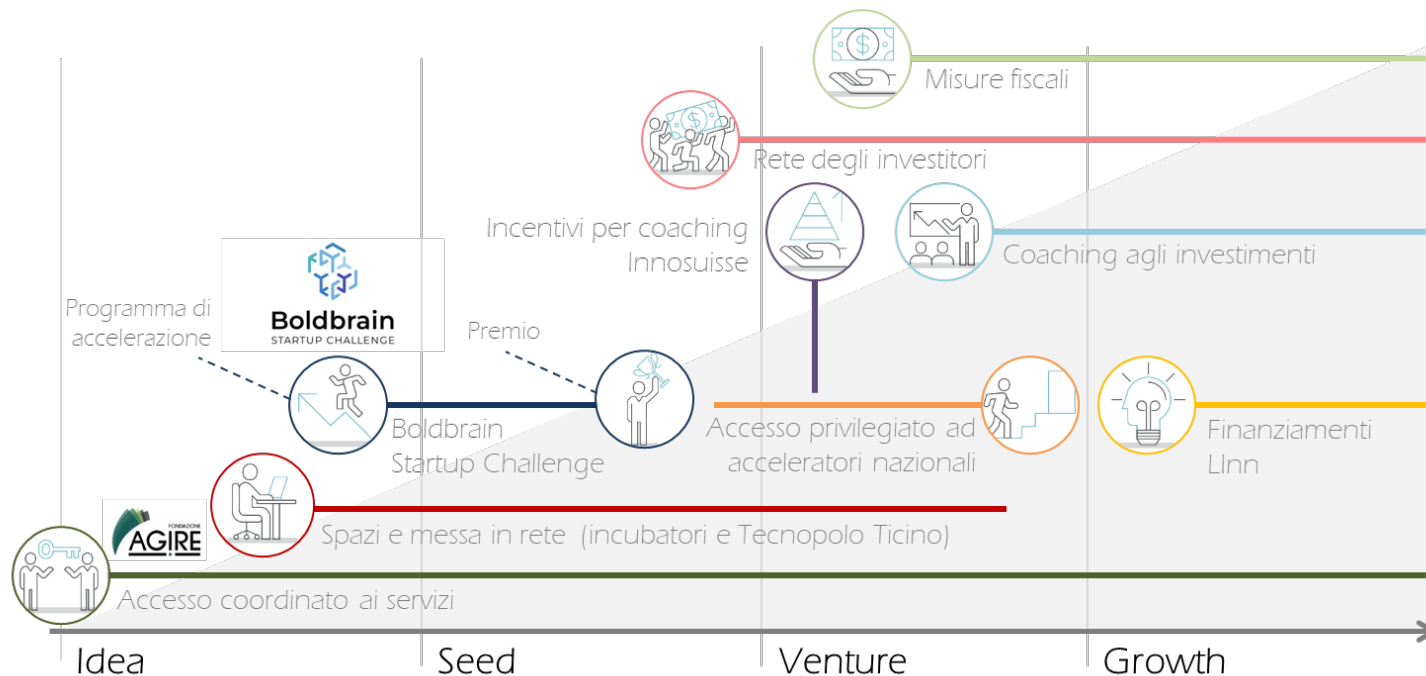 Misure fiscali
Rete degli investitori
Incentivi per coaching
Innosuisse
Coaching agli investimenti
Programma di
accelerazione
Boldbrain
STARTUP CHALLENGE
Premio
Boldbrain
Startup Challenge
Accesso privilegiato ad
acceleratori nazionali
Finanziamenti
LInn
FONDAZIONE
AGIRE
Spazi e messa in rete (incubatori e Tecnopolo Ticino)
Accesso coordinato ai servizi
Idea
Seed
Venture
Growth